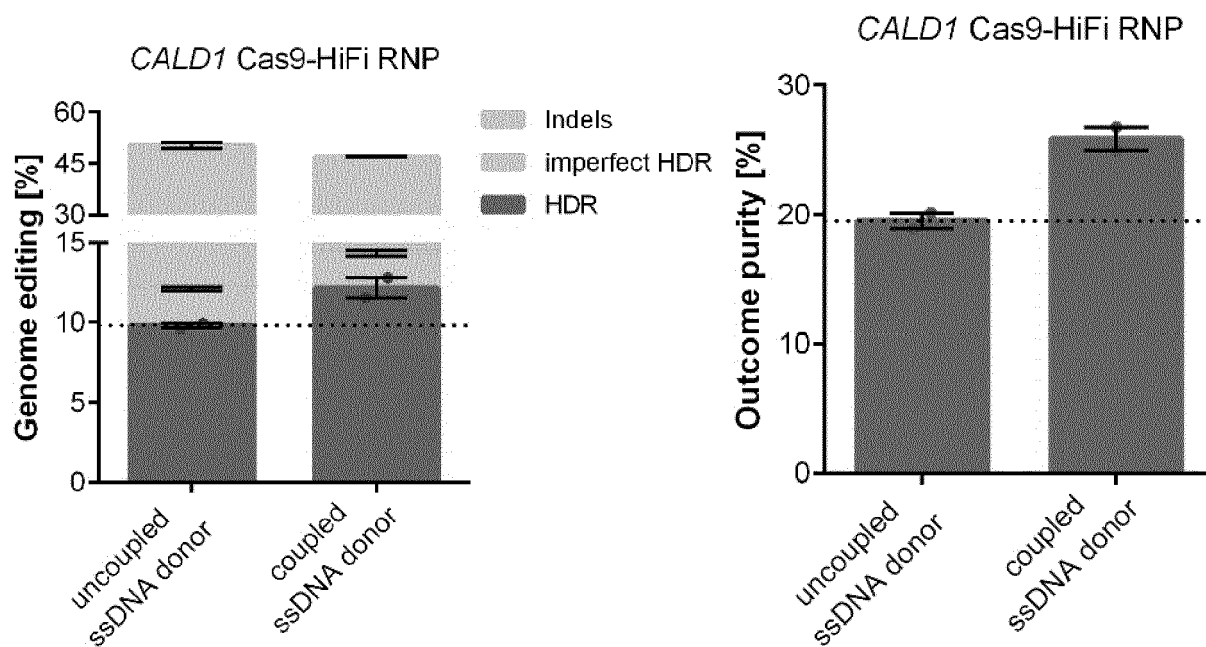 CALD1 Cas9-HiFi RNP
Genome editing [%]
60
45
30
15
10
5
0
Indels
imperfect HDR
HDR
uncoupled
ssDNA donor
coupled
ssDNA donor
CALD1 Cas9-HiFi RNP
Outcome purity [%]
30
20
10
0
uncoupled
ssDNA donor
coupled
ssDNA donor